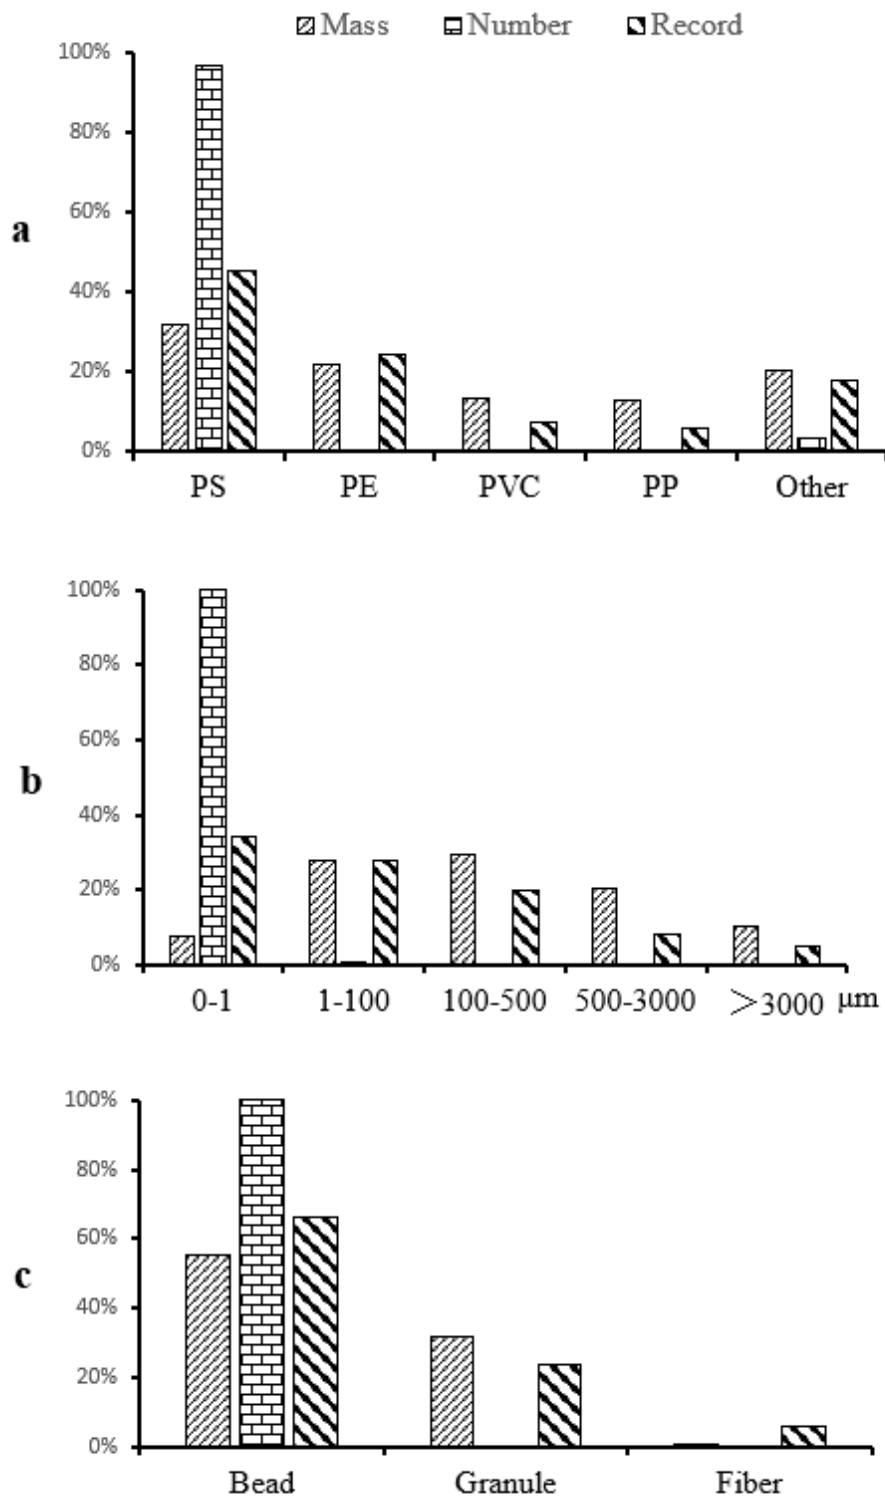 Mass Number Record
100%
80%
60%
40%
20%
0%
a
PS PE PVC PP Other
100%
80%
60%
40%
20%
0%
b
0-1 1-100 100-500 500-3000 ＞3000 μm
100%
80%
60%
40%
20%
0%
c
Bead Granule Fiber